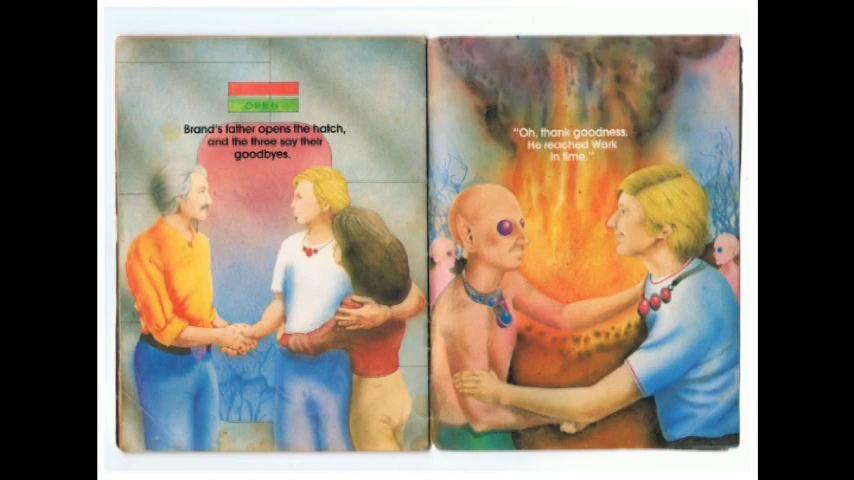 OPEN
Brand's father opens the hatch,
and the three say their
goodbyes.
"Oh, thank goodness.
He reached Wark
in time."